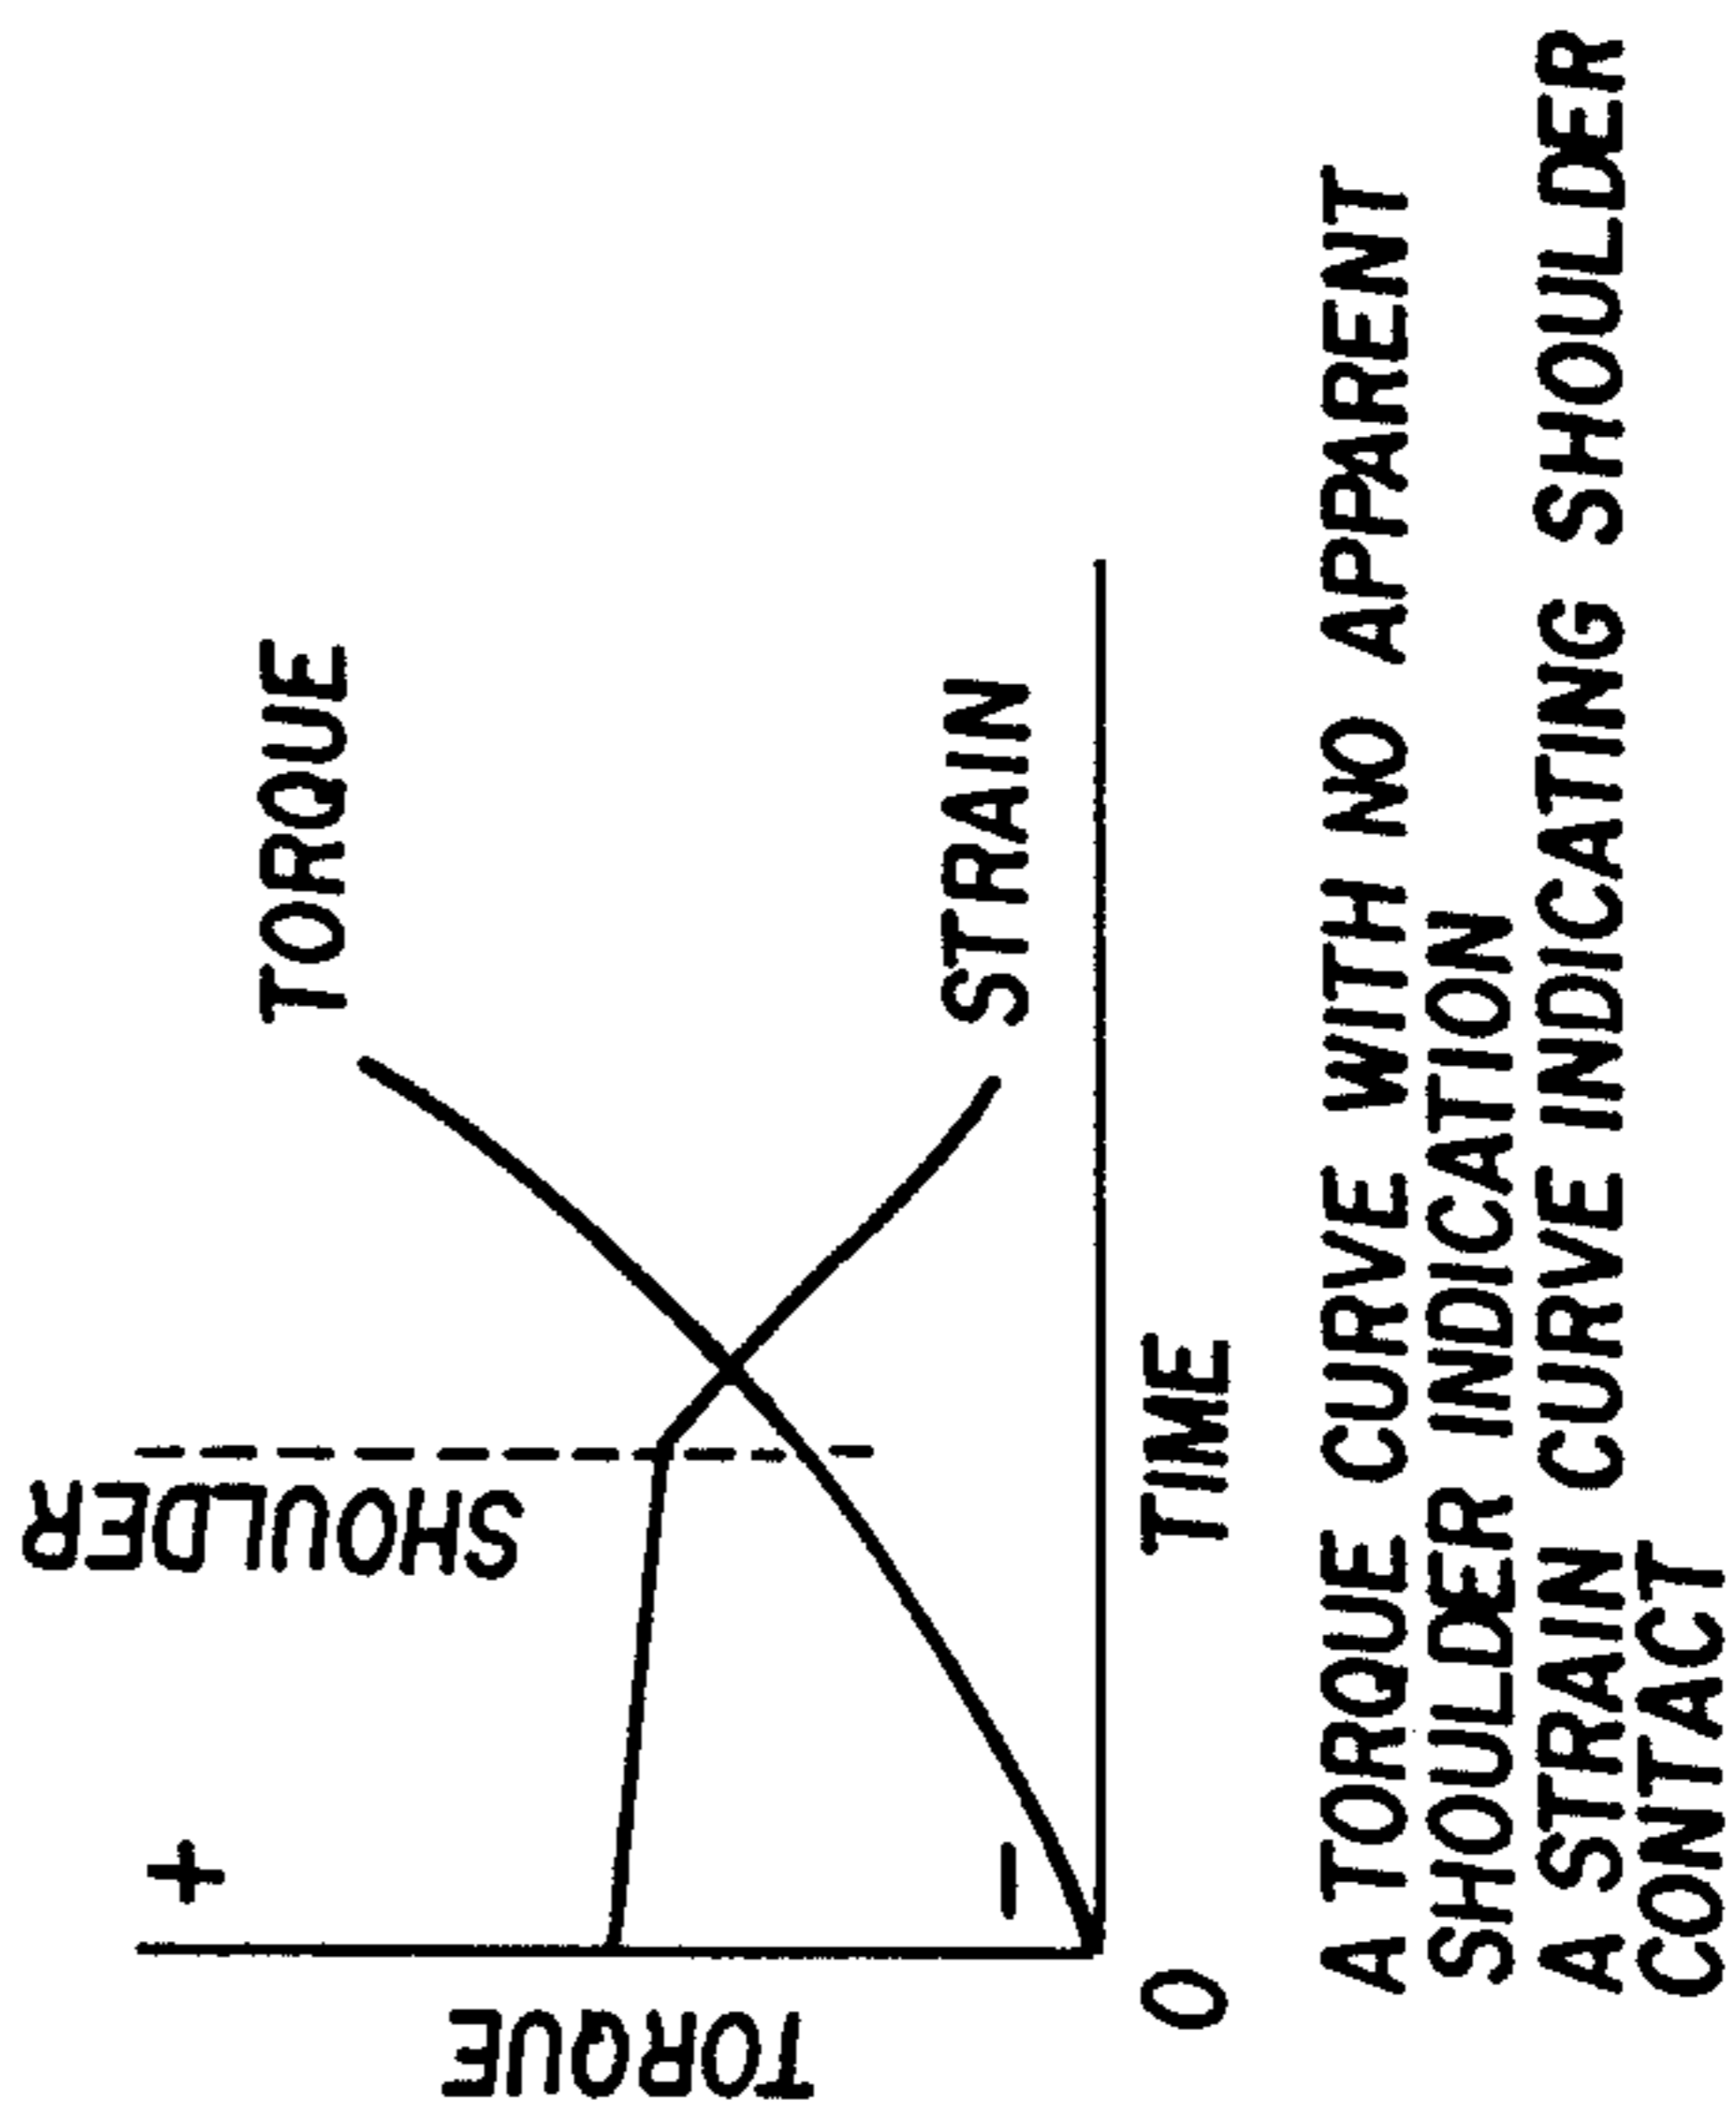 TORQUE
SHOULDER
+
−
TORQUE
STRAIN
0
TIME
A TORQUE CURVE WITH NO APPARENT
SHOULDER INDICATION
A STRAIN CURVE INDICATING SHOULDER
CONTACT